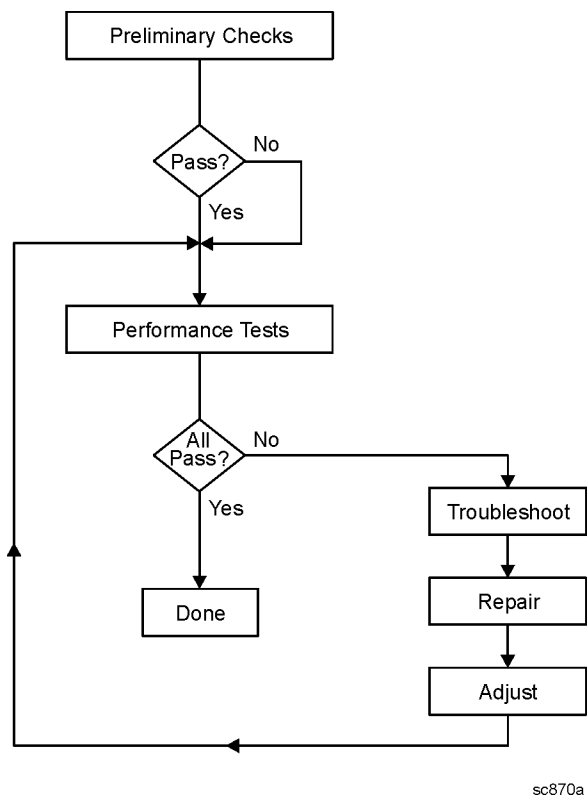 Preliminary Checks
Pass?
No
Yes
Performance Tests
All
Pass?
No
Yes
Troubleshoot
Done
Repair
Adjust
sc870a